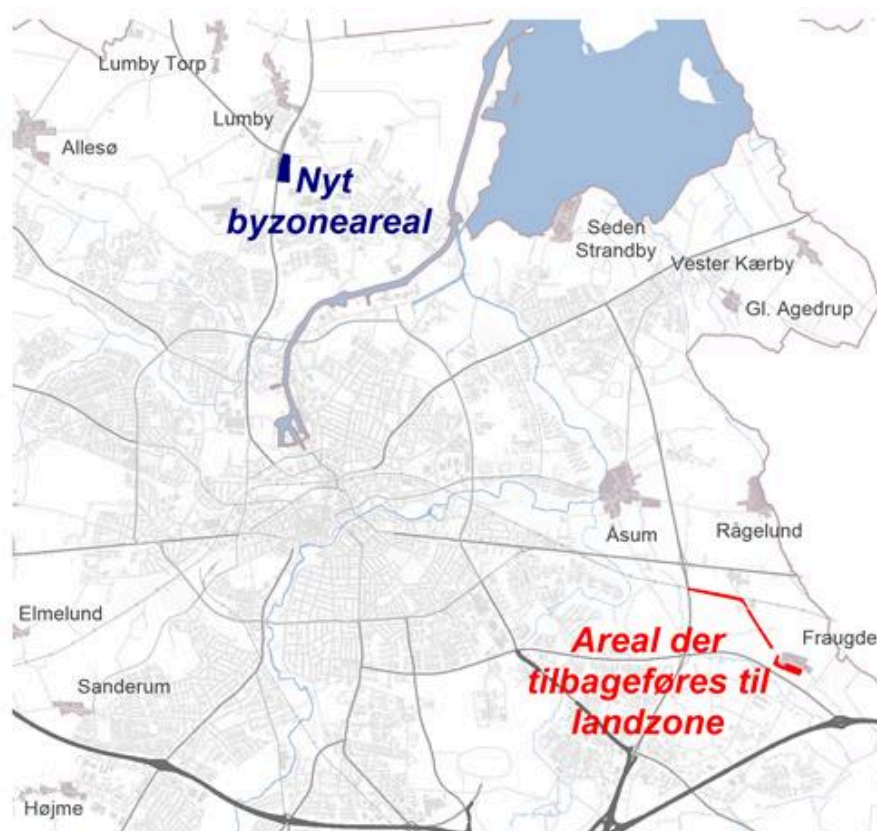 Lumby Torp
Lumby
Allesø
Nyt
byzoneareal
Seden
Strandby
Vester Kærby
Gl. Agedrup
Åsum
Rågelund
Elmelund
Areal der
tilbageføres til
landzone
Fraugde
Sanderum
Højme